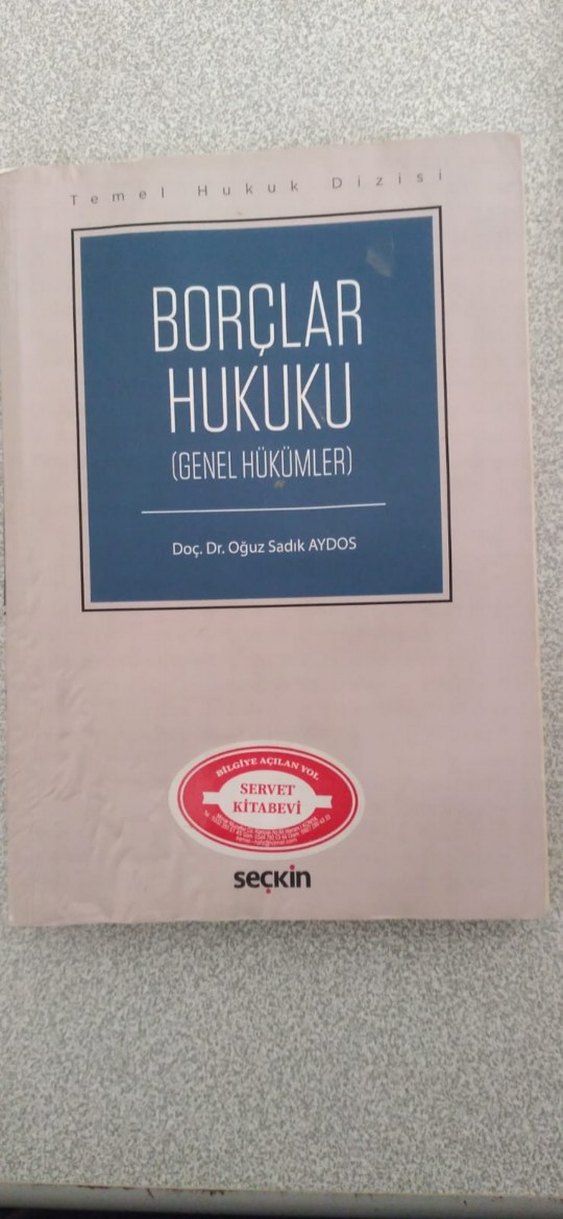 Temel Hukuk Dizisi
BORÇLAR
HUKUKU
(GENEL HÜKÜMLER)
Doç. Dr. Oğuz Sadık AYDOS
BİLGİYE AÇILAN YOL
SERVET
KİTABEVİ
seçkin